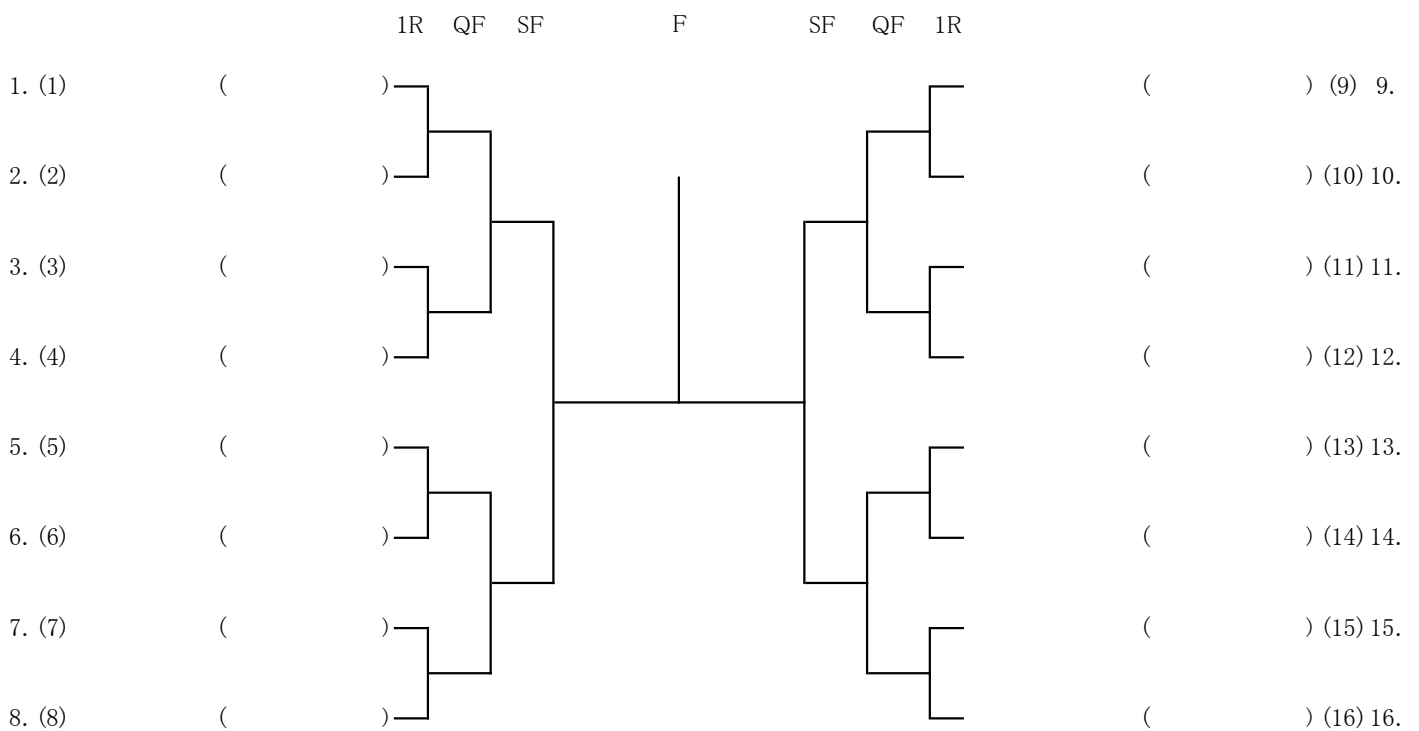 1R QF SF F SF QF 1R
1. (1) ( ) ( ) (9) 9.
2. (2) ( ) ( ) (10) 10.
3. (3) ( ) ( ) (11) 11.
4. (4) ( ) ( ) (12) 12.
5. (5) ( ) ( ) (13) 13.
6. (6) ( ) ( ) (14) 14.
7. (7) ( ) ( ) (15) 15.
8. (8) ( ) ( ) (16) 16.